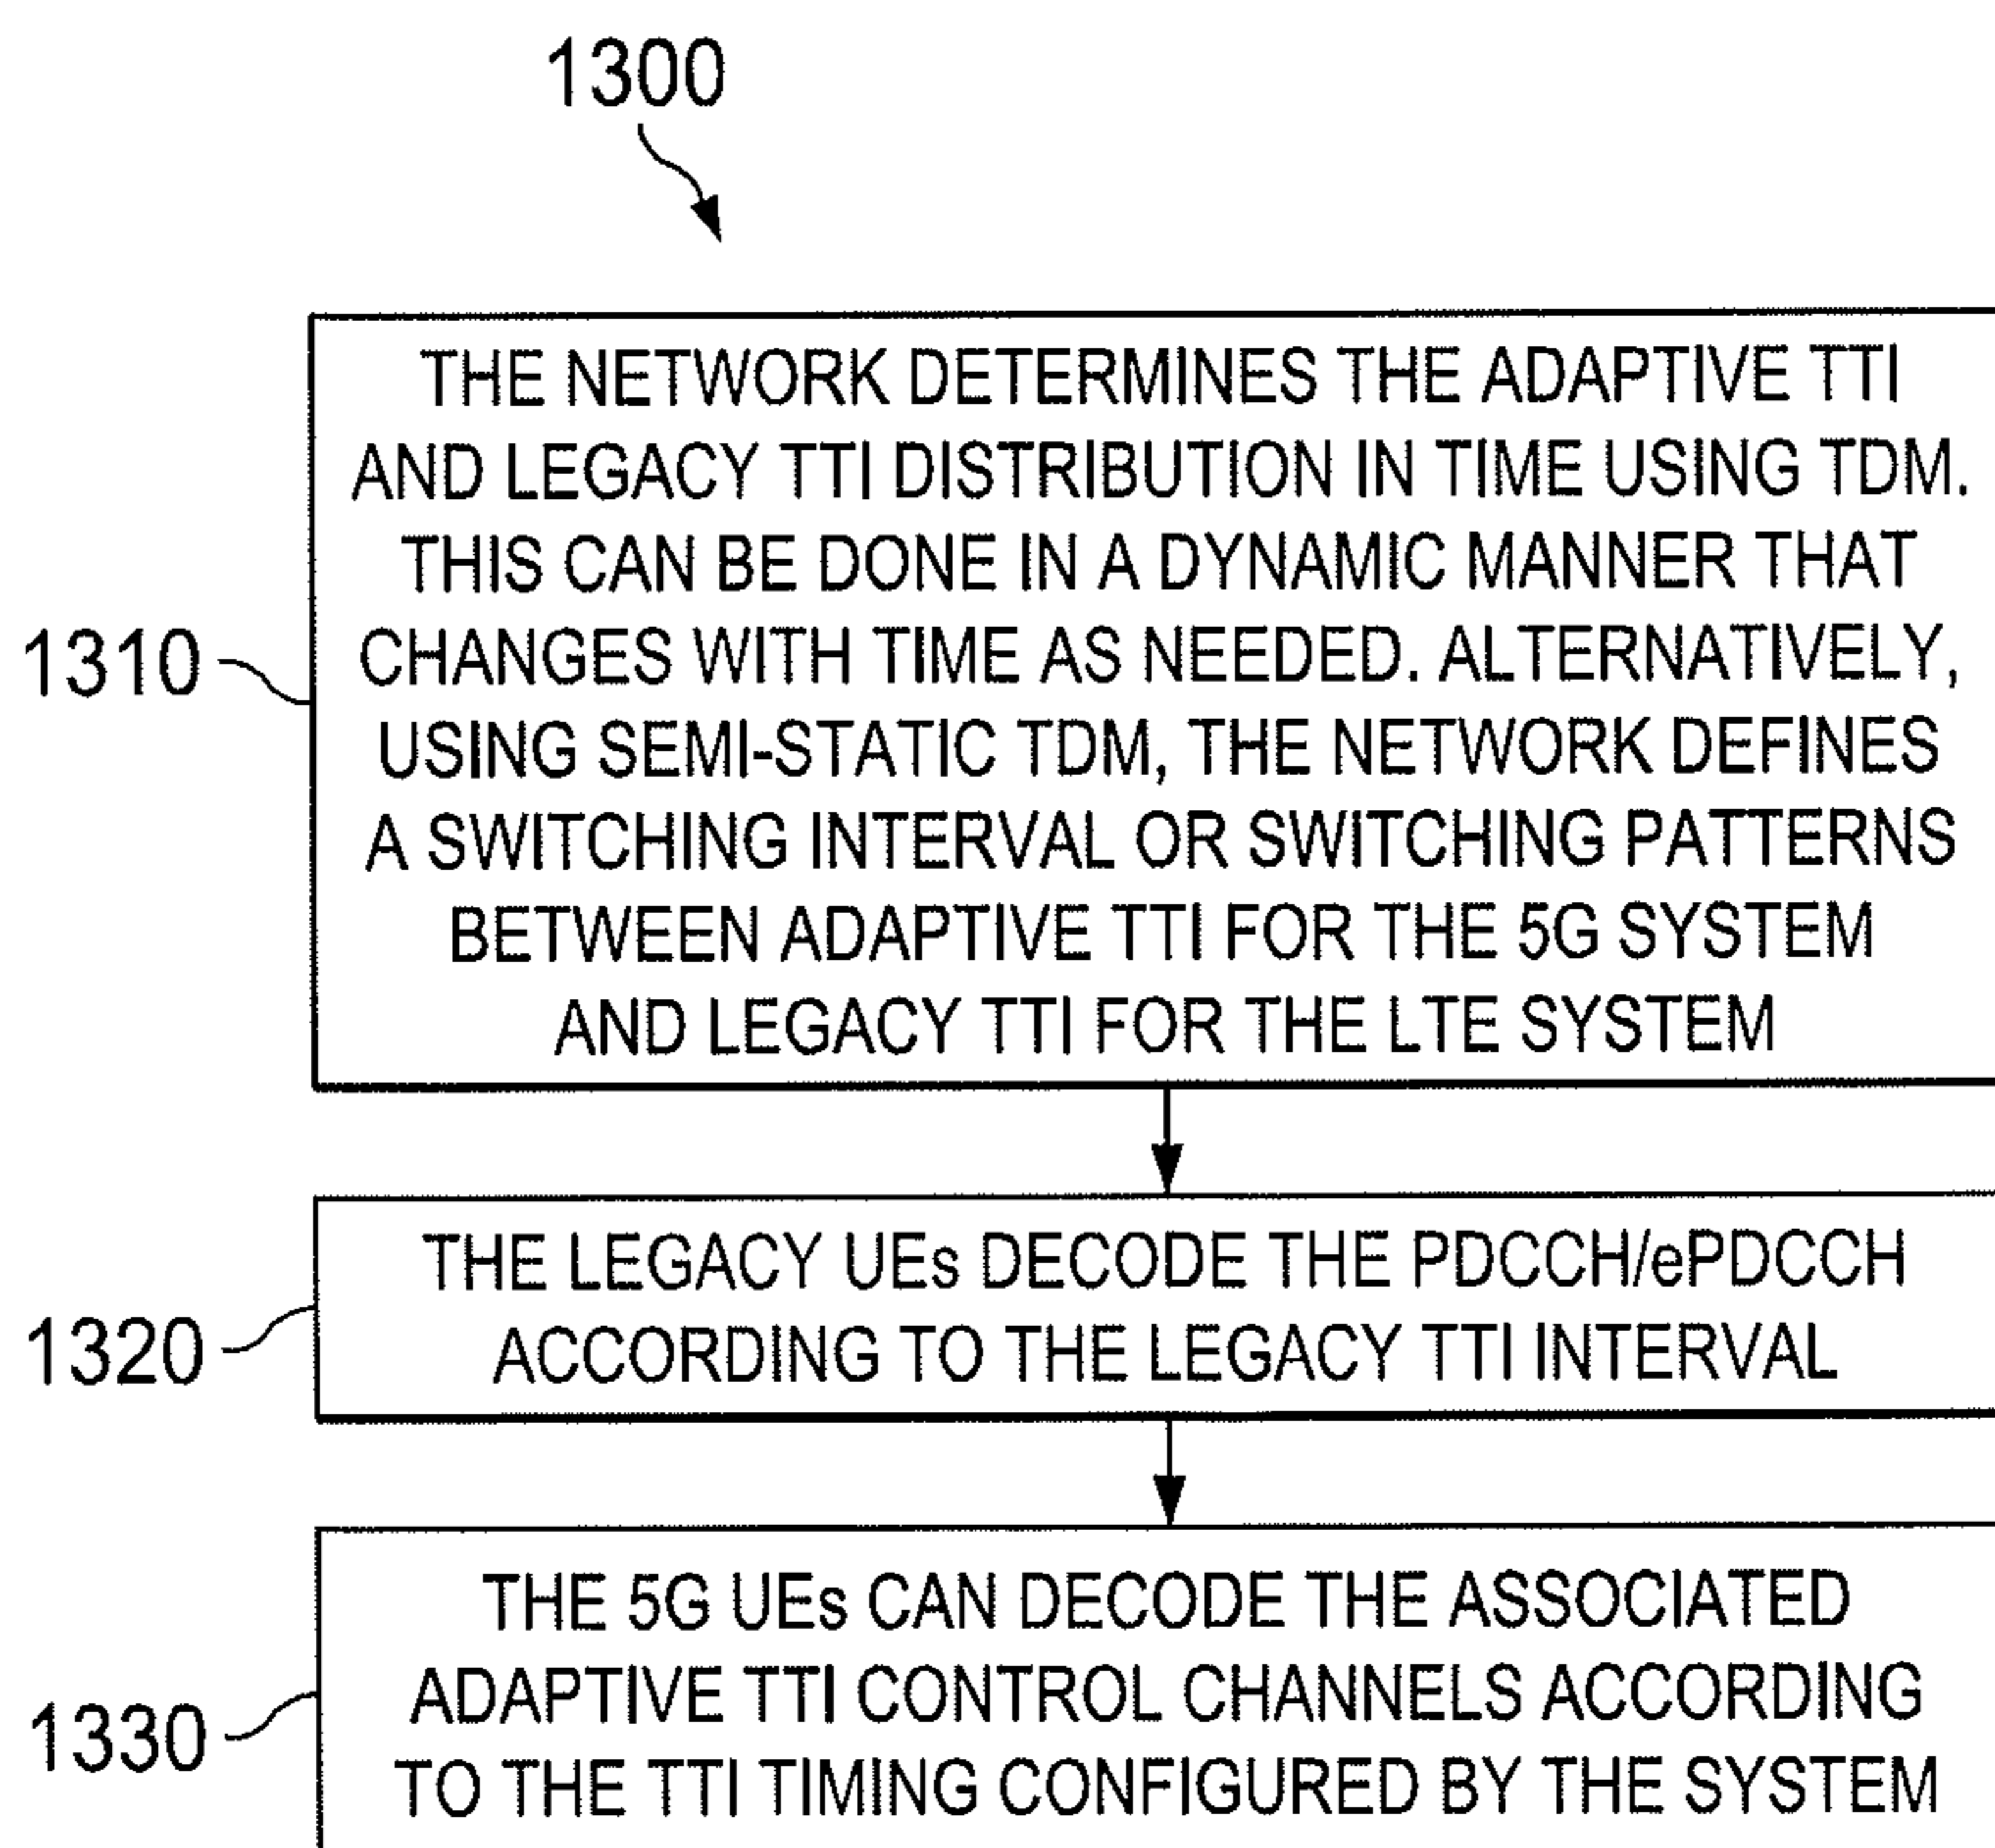 1300
THE NETWORK DETERMINES THE ADAPTIVE TTI
AND LEGACY TTI DISTRIBUTION IN TIME USING TDM.
THIS CAN BE DONE IN A DYNAMIC MANNER THAT
1310
CHANGES WITH TIME AS NEEDED. ALTERNATIVELY,
USING SEMI-STATIC TDM, THE NETWORK DEFINES
A SWITCHING INTERVAL OR SWITCHING PATTERNS
BETWEEN ADAPTIVE TTI FOR THE 5G SYSTEM
AND LEGACY TTI FOR THE LTE SYSTEM
1320
THE LEGACY UEs DECODE THE PDCCH/ePDCCH
ACCORDING TO THE LEGACY TTI INTERVAL
1330
THE 5G UEs CAN DECODE THE ASSOCIATED
ADAPTIVE TTI CONTROL CHANNELS ACCORDING
TO THE TTI TIMING CONFIGURED BY THE SYSTEM